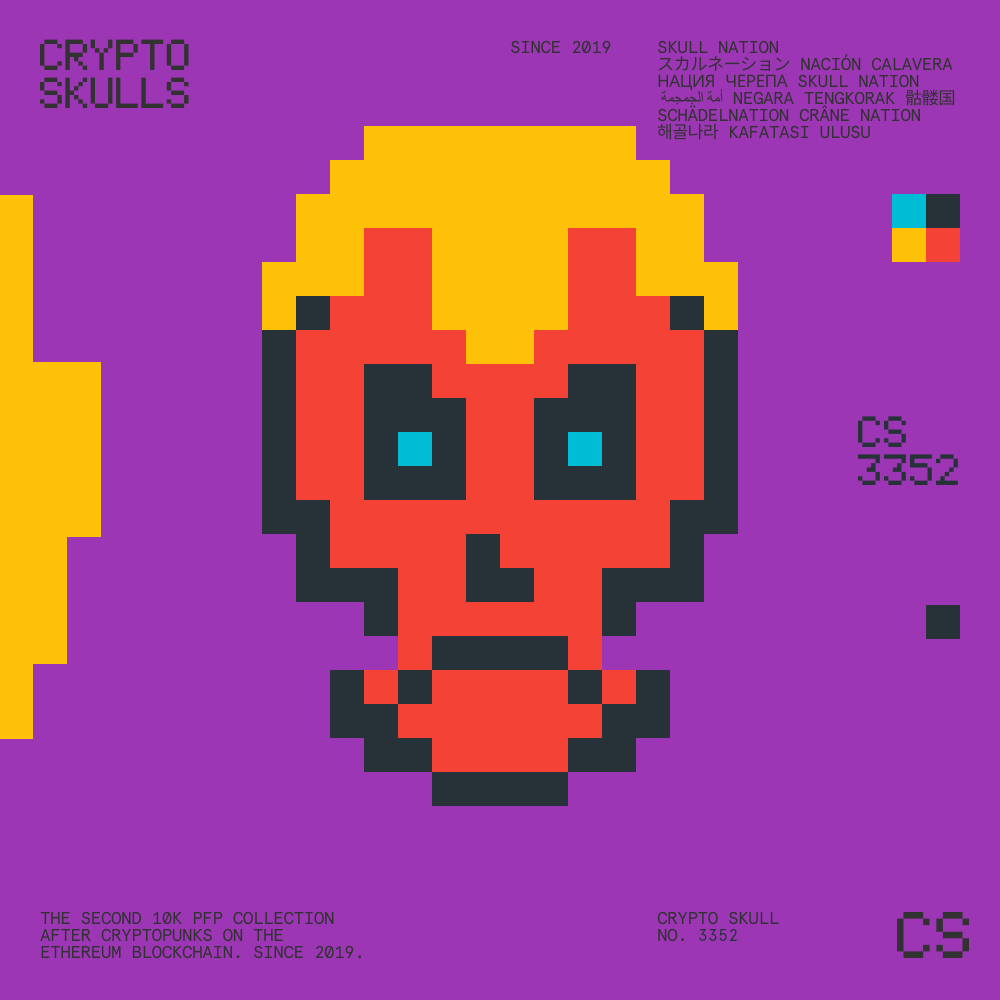 CRYPTO
SKULLS
SINCE 2019
SKULL NATION
スカルネーション NACIÓN CALAVERA
НАЦИЯ ЧЕРЕПА SKULL NATION
أمة الجمجمة NEGARA TENGKORAK 骷髅国
SCHÄDELNATION CRÂNE NATION
해골나라 KAFATASI ULUSU
CS
3352
THE SECOND 10K PFP COLLECTION
AFTER CRYPTOPUNKS ON THE
ETHEREUM BLOCKCHAIN. SINCE 2019.
CRYPTO SKULL
NO. 3352
CS